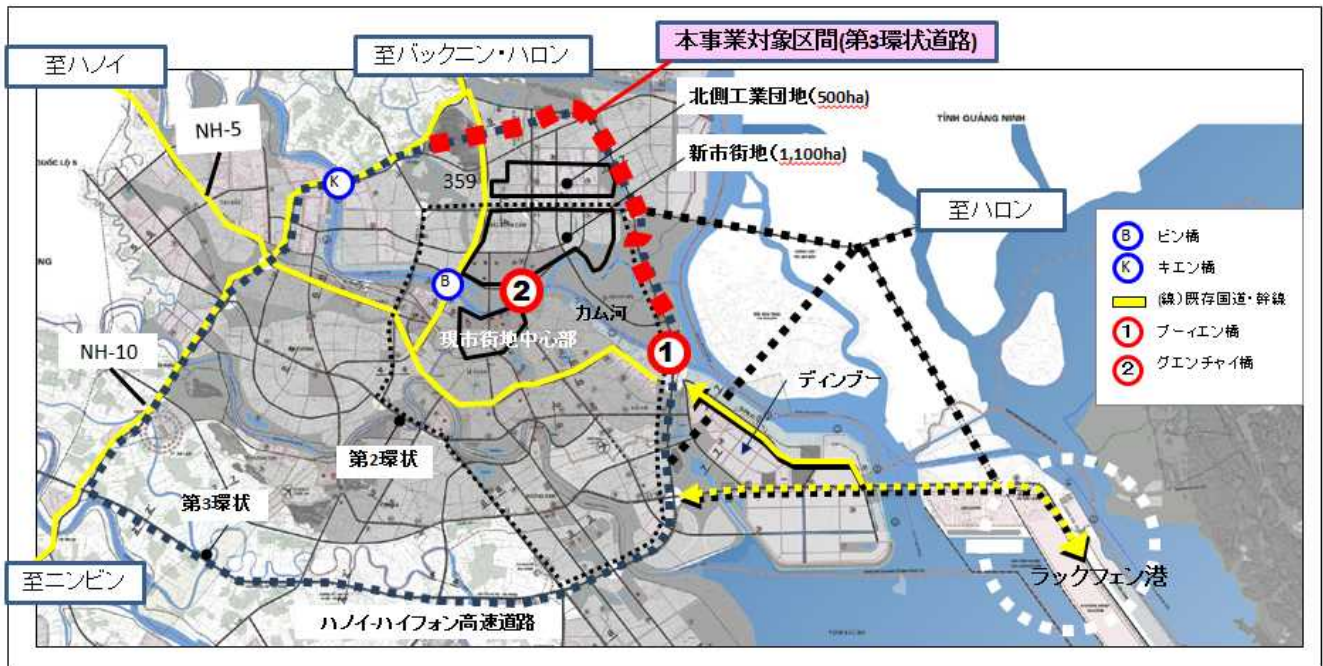 本事業対象区間(第3環状道路)
至ハノイ
至バックニン・ハロン
北側工業団地(500ha)
NH-5
TỈNH QUẢNG NINH
新市街地(1,100ha)
K
359
至ハロン
B ビン橋
K キエン橋
(線)既存国道・幹線
1 ブーイエン橋
2 グエンチャイ橋
B
2
カム河
現市街地中心部
NH-10
1
ディンブー
第2環状
第3環状
至ニンビン
ラックフェン港
ハノイ-ハイフォン高速道路